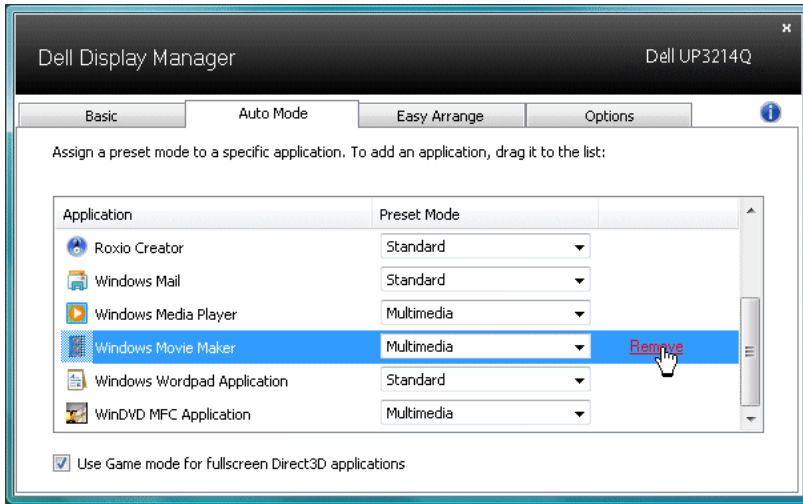 Dell Display Manager
Dell UP3214Q
Basic
Auto Mode
Easy Arrange
Options
Assign a preset mode to a specific application. To add an application, drag it to the list:
Application Preset Mode
Roxio Creator Standard
Windows Mail Standard
Windows Media Player Multimedia
Windows Movie Maker Multimedia Remove
Windows Wordpad Application Standard
WinDVD MFC Application Multimedia
Use Game mode for fullscreen Direct3D applications